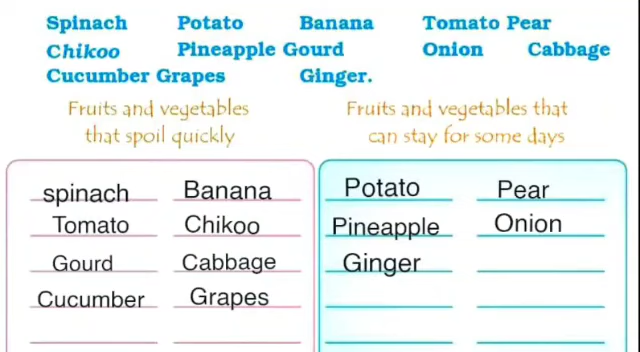 Spinach Potato Banana Tomato Pear
Chikoo Pineapple Gourd Onion Cabbage
Cucumber Grapes Ginger.
Fruits and vegetables that spoil quickly
Fruits and vegetables that can stay for some days
spinach Banana
Tomato Chikoo
Gourd Cabbage
Cucumber Grapes
Potato Pear
Pineapple Onion
Ginger